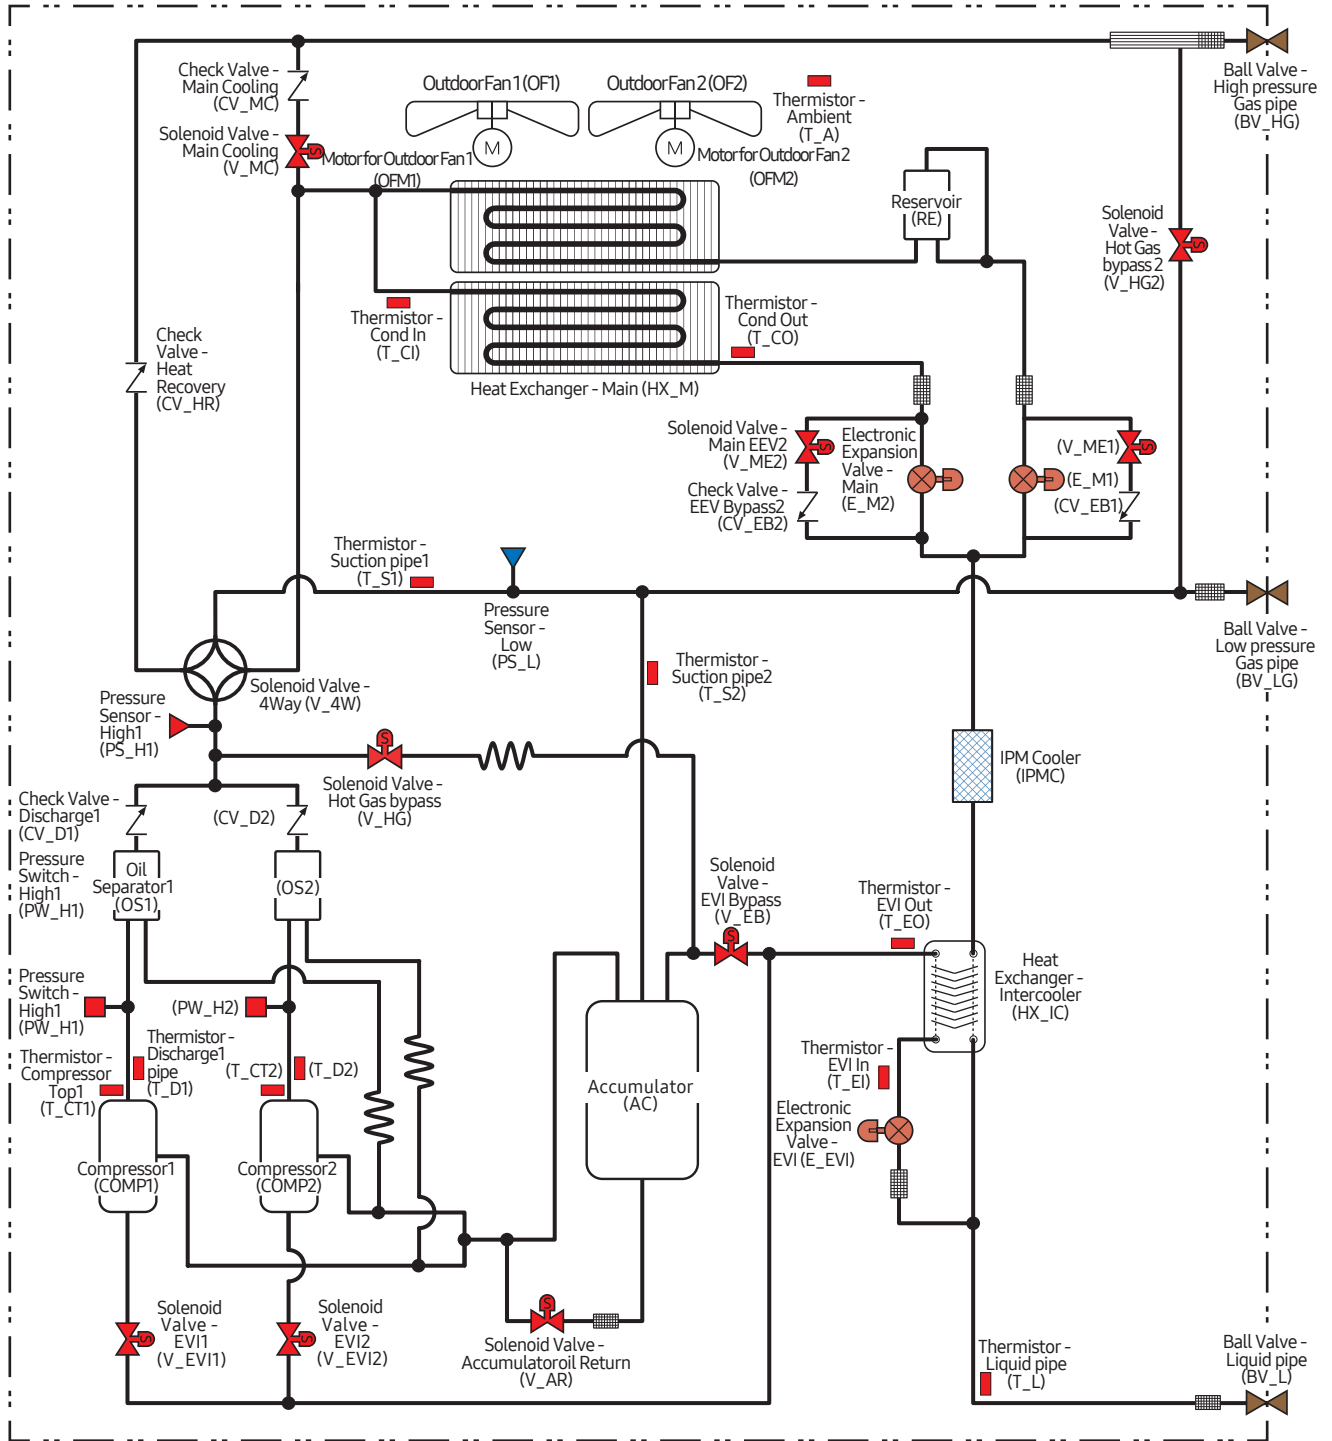 Check Valve -
Main Cooling
(CV_MC)
Outdoor Fan 1 (OF1)
Outdoor Fan 2 (OF2)
Thermistor -
Ambient
(T_A)
Ball Valve -
High pressure
Gas pipe
(BV_HG)
Solenoid Valve -
Main Cooling
(V_MC)
S
M
M
Motor for Outdoor Fan 1
(OFM1)
Motor for Outdoor Fan 2
(OFM2)
Reservoir
(RE)
Solenoid
Valve -
Hot Gas
bypass 2
(V_HG2)
S
Thermistor -
Cond In
(T_CI)
Thermistor -
Cond Out
(T_CO)
Heat Exchanger - Main (HX_M)
Check
Valve -
Heat
Recovery
(CV_HR)
Solenoid Valve -
Main EEV2
(V_ME2)
S
Electronic
Expansion
Valve -
Main
(E_M2)
(V_ME1)
S
(E_M1)
(CV_EB1)
Check Valve -
EEV Bypass2
(CV_EB2)
Thermistor -
Suction pipe1
(T_S1)
Pressure
Sensor -
Low
(PS_L)
Ball Valve -
Low pressure
Gas pipe
(BV_LG)
Thermistor -
Suction pipe2
(T_S2)
Solenoid Valve -
4Way (V_4W)
Pressure
Sensor -
High1
(PS_H1)
S
Solenoid Valve -
Hot Gas bypass
(V_HG)
IPM Cooler
(IPMC)
Check Valve -
Discharge1
(CV_D1)
(CV_D2)
Pressure
Switch -
High1
(PW_H1)
Oil
Separator1
(OS1)
(OS2)
Solenoid
Valve -
EVI Bypass
(V_EB)
S
Thermistor -
EVI Out
(T_EO)
Heat
Exchanger -
Intercooler
(HX_IC)
Pressure
Switch -
High1
(PW_H1)
(PW_H2)
Thermistor -
Discharge1
pipe
(T_D1)
Thermistor -
Compressor
Top1
(T_CT1)
(T_CT2)
(T_D2)
Thermistor -
EVI In
(T_EI)
Accumulator
(AC)
Electronic
Expansion
Valve -
EVI (E_EVI)
Compressor1
(COMP1)
Compressor2
(COMP2)
Solenoid
Valve -
EVI1
(V_EVI1)
S
Solenoid
Valve -
EVI2
(V_EVI2)
S
S
Solenoid Valve -
Accumulatoroil Return
(V_AR)
Thermistor -
Liquid pipe
(T_L)
Ball Valve -
Liquid pipe
(BV_L)